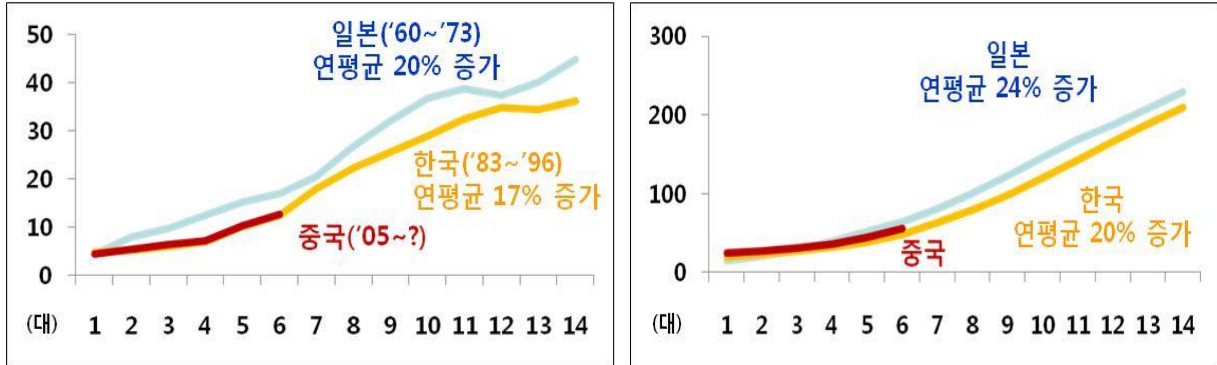 50
40
30
20
10
0
(대) 1 2 3 4 5 6 7 8 9 10 11 12 13 14
일본('60~'73)
연평균 20% 증가
한국('83~'96)
연평균 17% 증가
중국('05~?)
300
200
100
0
(대) 1 2 3 4 5 6 7 8 9 10 11 12 13 14
일본
연평균 24% 증가
한국
연평균 20% 증가
중국